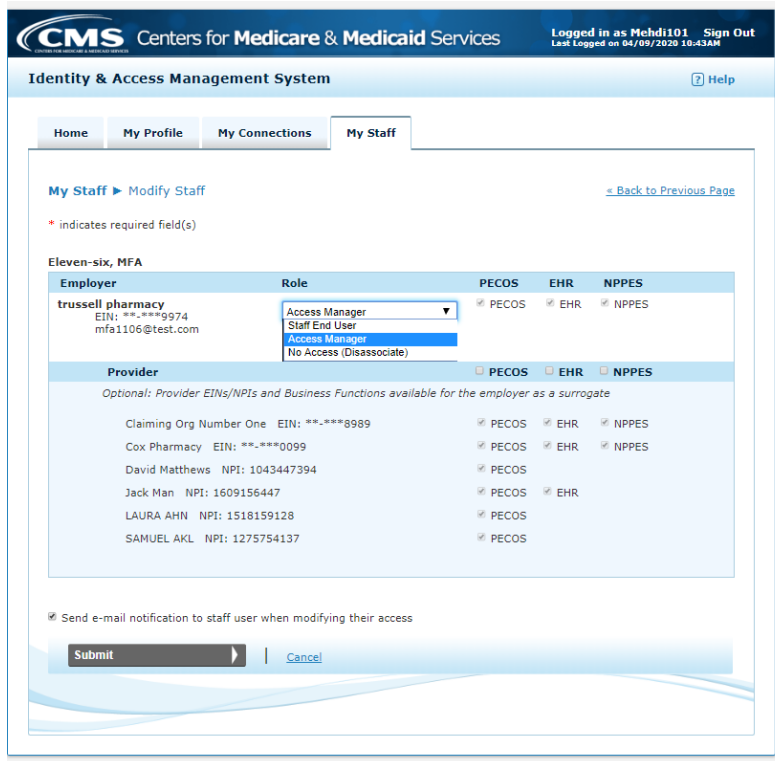 CMS Centers for Medicare & Medicaid Services
CENTERS FOR MEDICARE & MEDICAID SERVICES
Logged in as Mehdi101 Sign Out
Last Logged on 04/09/2020 10:43AM
Identity & Access Management System
? Help
Home My Profile My Connections My Staff
My Staff ► Modify Staff
« Back to Previous Page
* indicates required field(s)
Eleven-six, MFA
Employer Role PECOS EHR NPPES
trussell pharmacy Access Manager ▼ PECOS EHR NPPES
EIN: **-***9974
mfa1106@test.com
Staff End User
Access Manager
No Access (Disassociate)
Provider PECOS EHR NPPES
Optional: Provider EINs/NPIs and Business Functions available for the employer as a surrogate
Claiming Org Number One EIN: **-***8989 PECOS EHR NPPES
Cox Pharmacy EIN: **-***0099 PECOS EHR NPPES
David Matthews NPI: 1043447394 PECOS
Jack Man NPI: 1609156447 PECOS EHR
LAURA AHN NPI: 1518159128 PECOS
SAMUEL AKL NPI: 1275754137 PECOS
Send e-mail notification to staff user when modifying their access
Submit Cancel